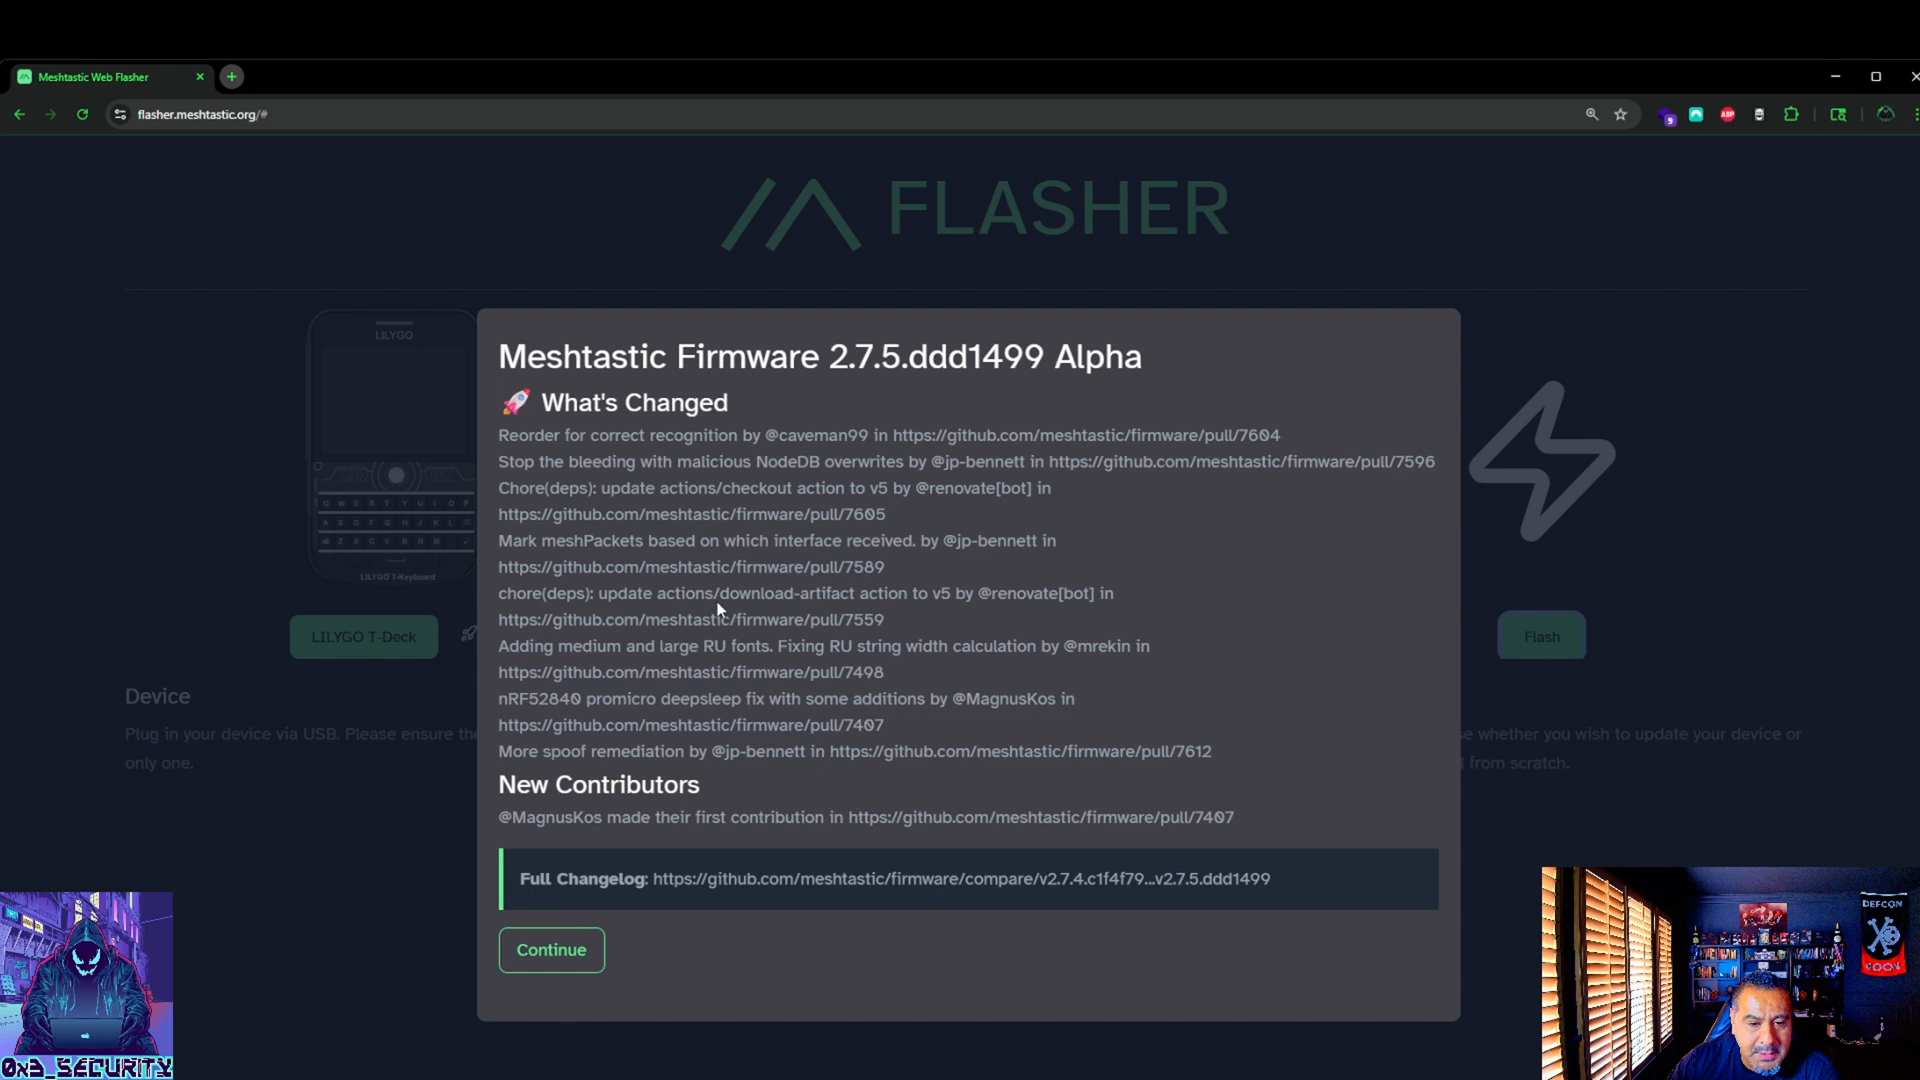 Meshtastic Web Flasher
flasher.meshtastic.org/#
9
ABP
FLASHER
LILYGO
LILYGO T-Keyboard
LILYGO T-Deck
Device
Plug in your device via USB. Please ensure the
only one.
Meshtastic Firmware 2.7.5.ddd1499 Alpha
🚀 What's Changed
Reorder for correct recognition by @caveman99 in https://github.com/meshtastic/firmware/pull/7604
Stop the bleeding with malicious NodeDB overwrites by @jp-bennett in https://github.com/meshtastic/firmware/pull/7596
Chore(deps): update actions/checkout action to v5 by @renovate[bot] in
https://github.com/meshtastic/firmware/pull/7605
Mark meshPackets based on which interface received. by @jp-bennett in
https://github.com/meshtastic/firmware/pull/7589
chore(deps): update actions/download-artifact action to v5 by @renovate[bot] in
https://github.com/meshtastic/firmware/pull/7559
Adding medium and large RU fonts. Fixing RU string width calculation by @mrekin in
https://github.com/meshtastic/firmware/pull/7498
nRF52840 promicro deepsleep fix with some additions by @MagnusKos in
https://github.com/meshtastic/firmware/pull/7407
More spoof remediation by @jp-bennett in https://github.com/meshtastic/firmware/pull/7612
New Contributors
@MagnusKos made their first contribution in https://github.com/meshtastic/firmware/pull/7407
Full Changelog: https://github.com/meshtastic/firmware/compare/v2.7.4.c1f4f79...v2.7.5.ddd1499
Continue
Flash
se whether you wish to update your device or
l from scratch.
0x3_SECURITY
DEFCON